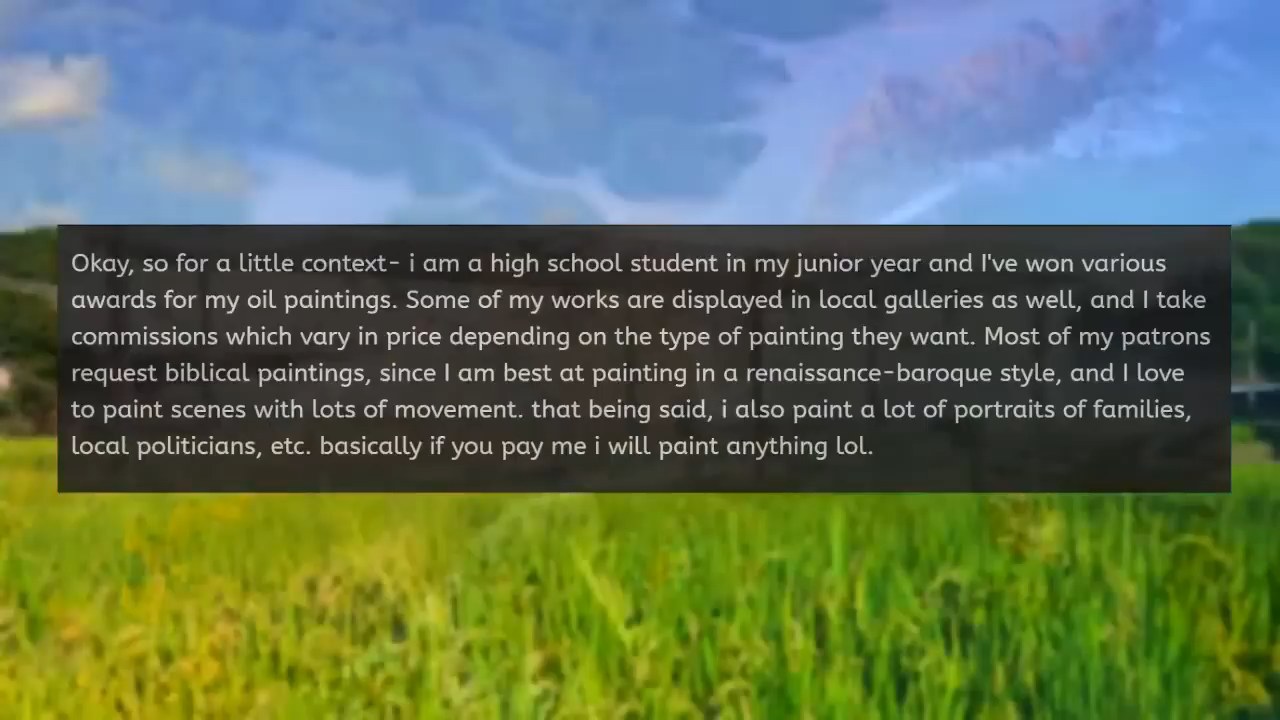 Okay, so for a little context- i am a high school student in my junior year and I've won various
awards for my oil paintings. Some of my works are displayed in local galleries as well, and I take
commissions which vary in price depending on the type of painting they want. Most of my patrons
request biblical paintings, since I am best at painting in a renaissance-baroque style, and I love
to paint scenes with lots of movement. that being said, i also paint a lot of portraits of families,
local politicians, etc. basically if you pay me i will paint anything lol.